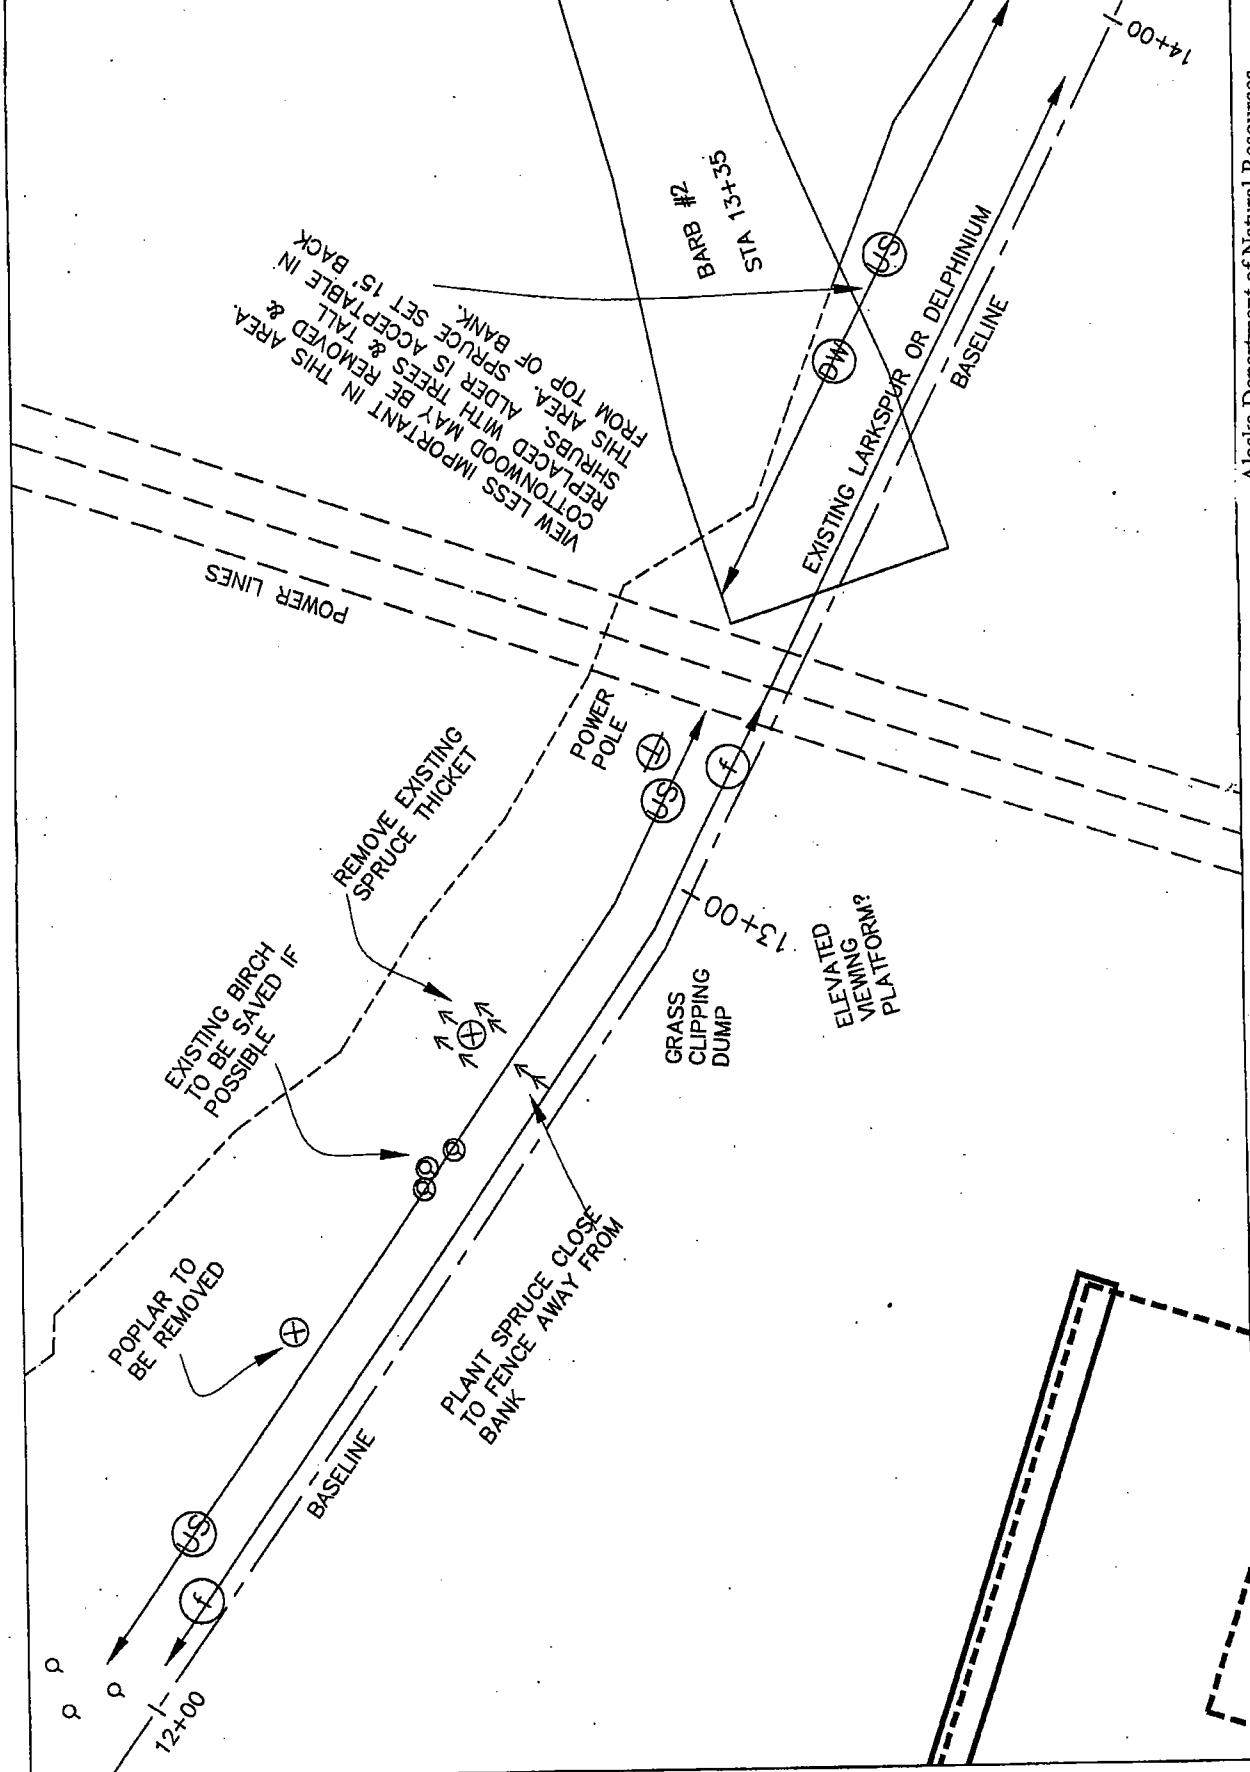 14+00
BARB #2
STA 13+35
VIEW LESS IMPORTANT IN THIS AREA.
COTTONWOOD MAY BE REMOVED &
REPLACED WITH TREES & TALL
SHRUBS. ALDER IS ACCEPTABLE IN
THIS AREA. SPRUCE SET 15' BACK
FROM TOP OF BANK.
US
DW
EXISTING LARKSPUR OR DELPHINIUM
BASELINE
POWER LINES
POWER
POLE
US
f
REMOVE EXISTING
SPRUCE THICKET
13+00
EXISTING BIRCH
TO BE SAVED IF
POSSIBLE
GRASS
CLIPPING
DUMP
ELEVATED
VIEWING
PLATFORM?
POPLAR TO
BE REMOVED
PLANT SPRUCE CLOSE
TO FENCE AWAY FROM
BANK
BASELINE
US
f
12+00
Alaska Department of Natural Resources